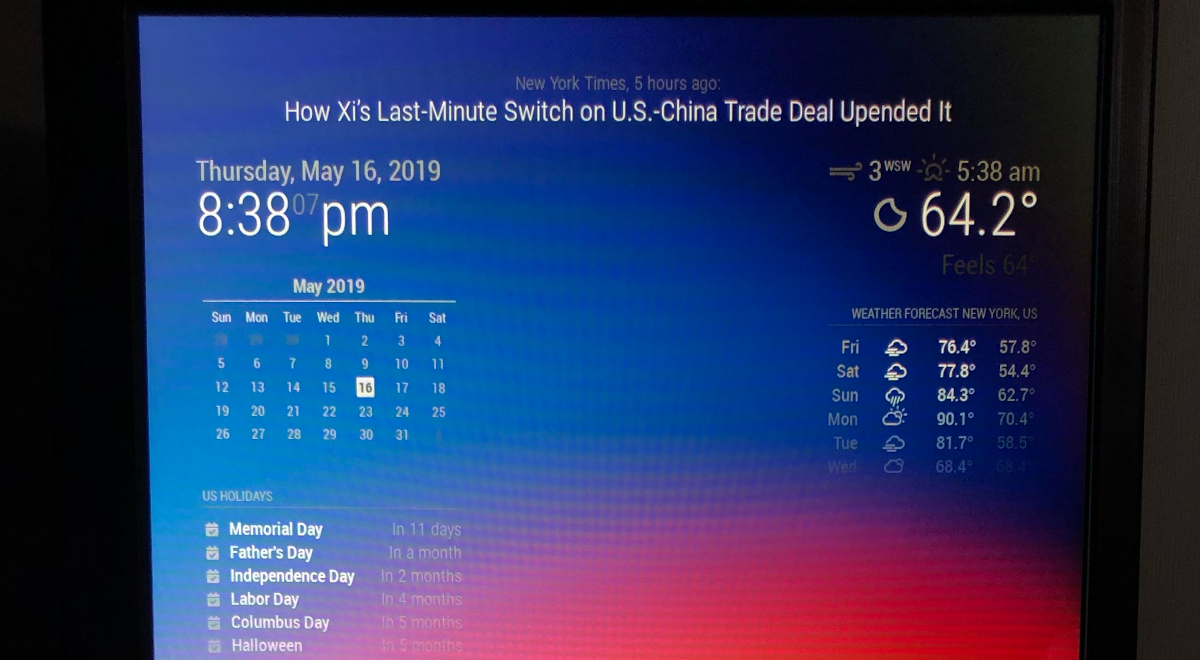 New York Times, 5 hours ago:
How Xi's Last-Minute Switch on U.S.-China Trade Deal Upended It
Thursday, May 16, 2019
8:38 07 pm
3 WSW 5:38 am
64.2°
Feels 64°
May 2019
Sun Mon Tue Wed Thu Fri Sat
1 2 3 4
5 6 7 8 9 10 11
12 13 14 15 16 17 18
19 20 21 22 23 24 25
26 27 28 29 30 31
WEATHER FORECAST NEW YORK, US
Fri 76.4° 57.8°
Sat 77.8° 54.4°
Sun 84.3° 62.7°
Mon 90.1° 70.4°
Tue 81.7° 58.5°
Wed 68.4° 68.4°
US HOLIDAYS
Memorial Day In 11 days
Father's Day In a month
Independence Day In 2 months
Labor Day In 4 months
Columbus Day In 5 months
Halloween In 5 months